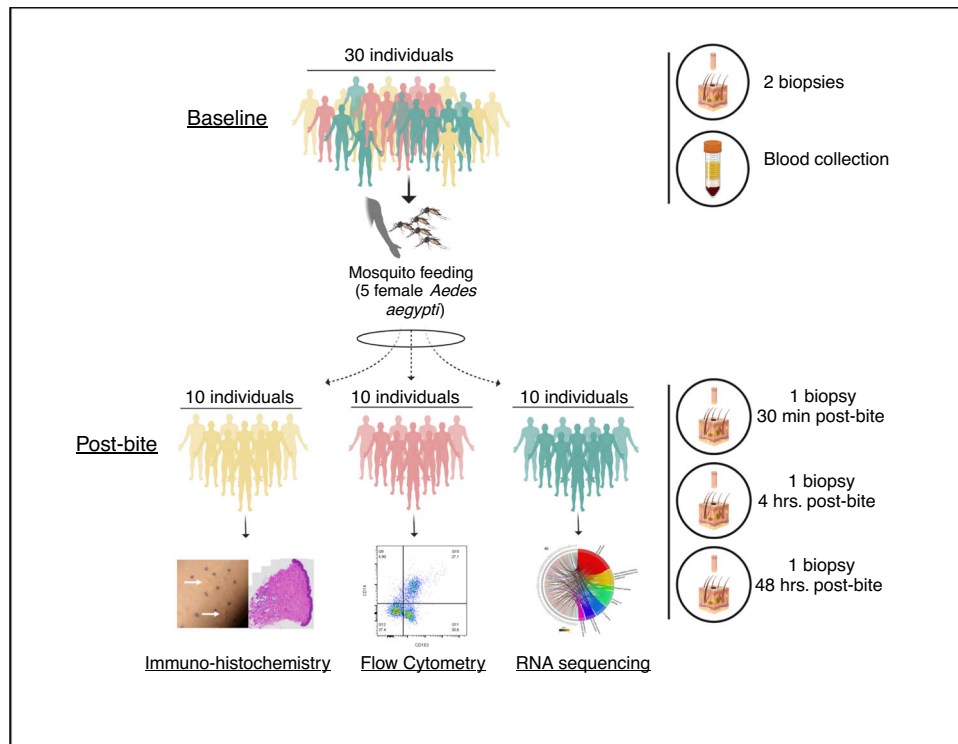 30 individuals
Baseline
2 biopsies
Blood collection
Mosquito feeding
(5 female Aedes
aegypti)
10 individuals
10 individuals
10 individuals
Post-bite
1 biopsy
30 min post-bite
1 biopsy
4 hrs. post-bite
1 biopsy
48 hrs. post-bite
CD14
CD163
Immuno-histochemistry
Flow Cytometry
RNA sequencing